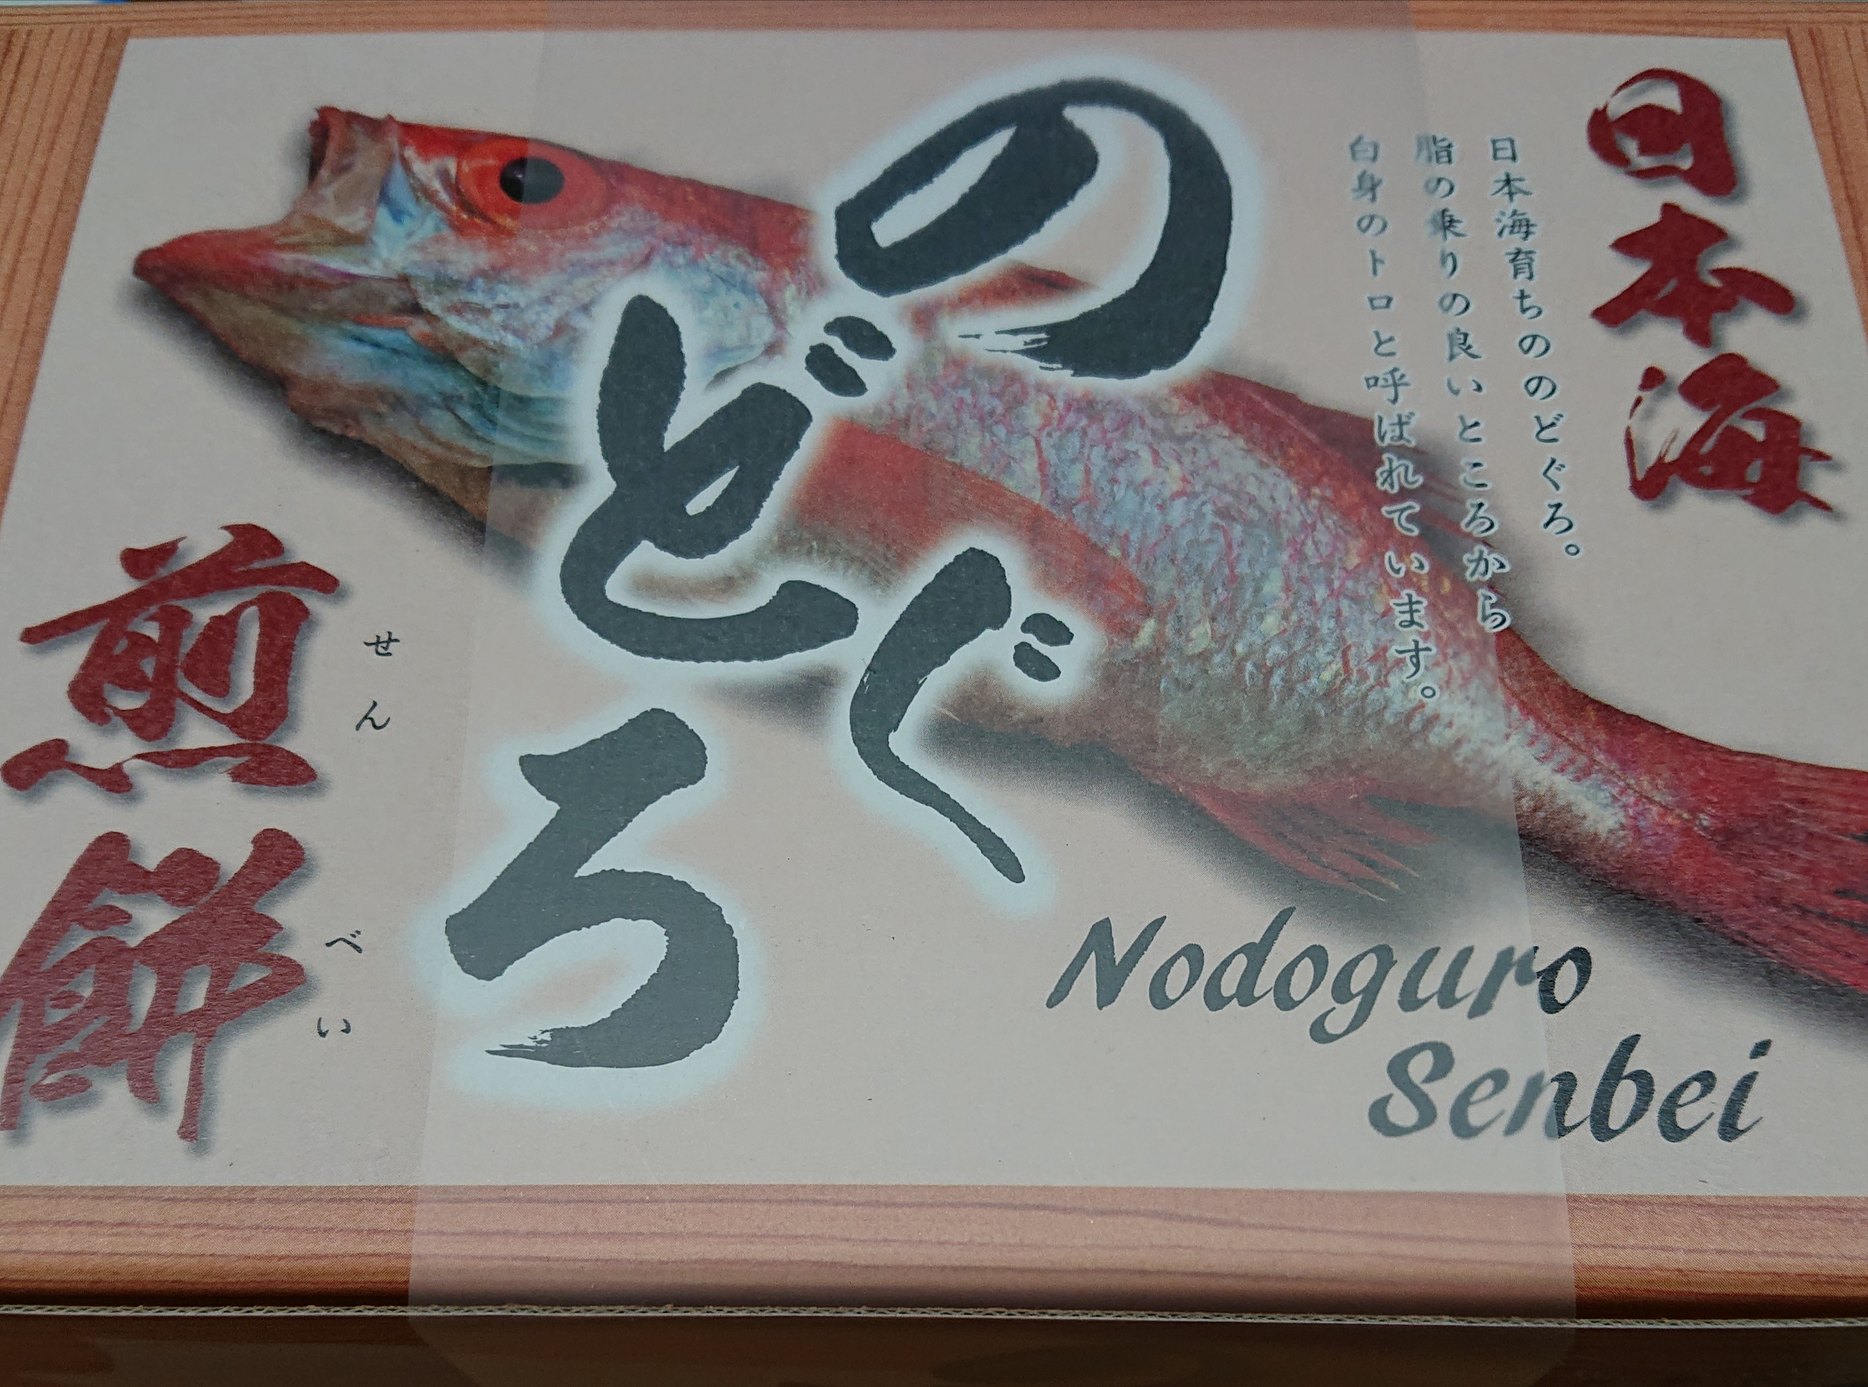 日本海
日本海育ちののどぐろ。
脂の乗りの良いところから
白身のトロと呼ばれています。
のどぐろ
煎餅
せんべい
Nodoguro
Senbei